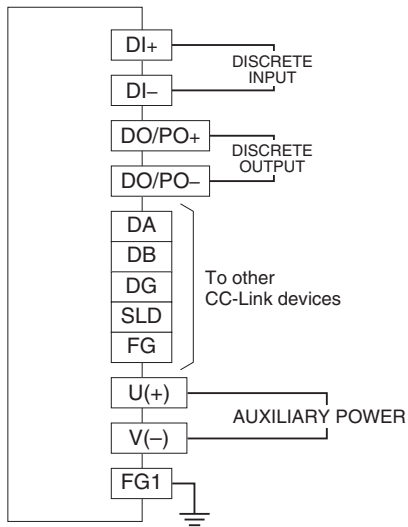 DI+
DI–
DISCRETE
INPUT
DO/PO+
DO/PO–
DISCRETE
OUTPUT
DA
DB
DG
SLD
FG
To other
CC-Link devices
U(+)
V(–)
AUXILIARY POWER
FG1